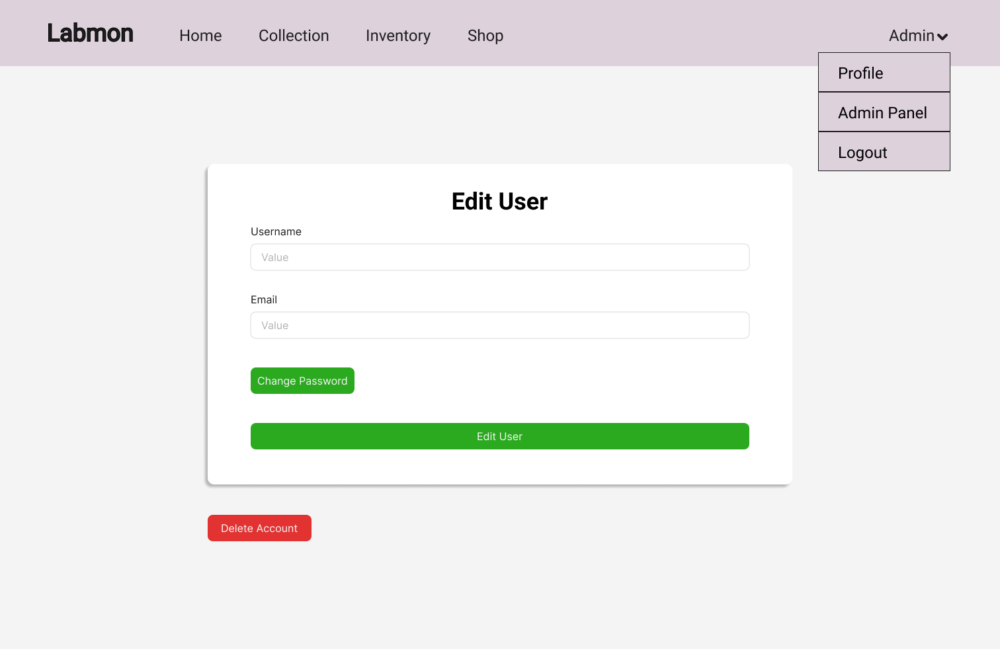 Labmon
Home
Collection
Inventory
Shop
Admin
Profile
Admin Panel
Logout
Edit User
Username
Value
Email
Value
Change Password
Edit User
Delete Account